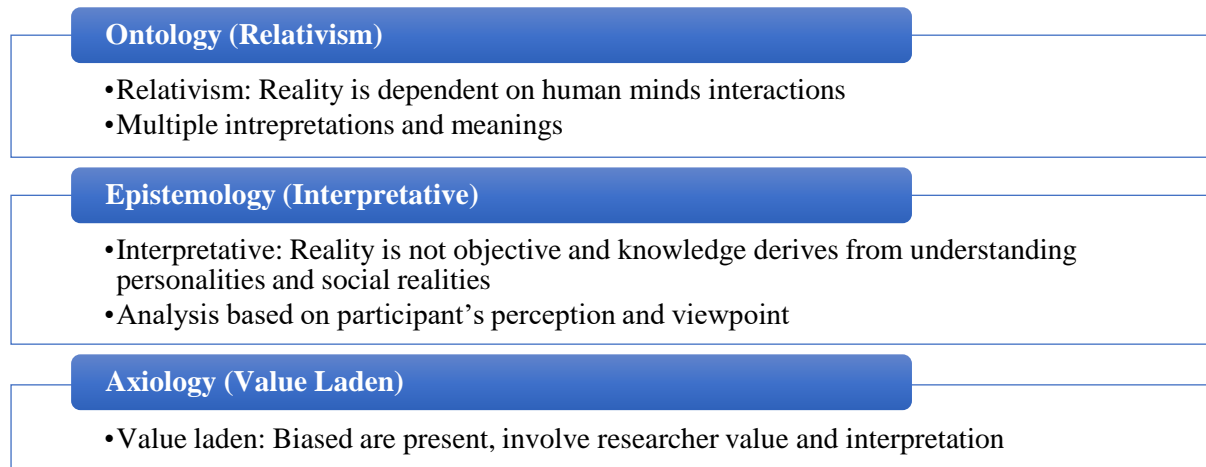 Ontology (Relativism)
•Relativism: Reality is dependent on human minds interactions
•Multiple intrepretations and meanings
Epistemology (Interpretative)
•Interpretative: Reality is not objective and knowledge derives from understanding
personalities and social realities
•Analysis based on participant’s perception and viewpoint
Axiology (Value Laden)
•Value laden: Biased are present, involve researcher value and interpretation